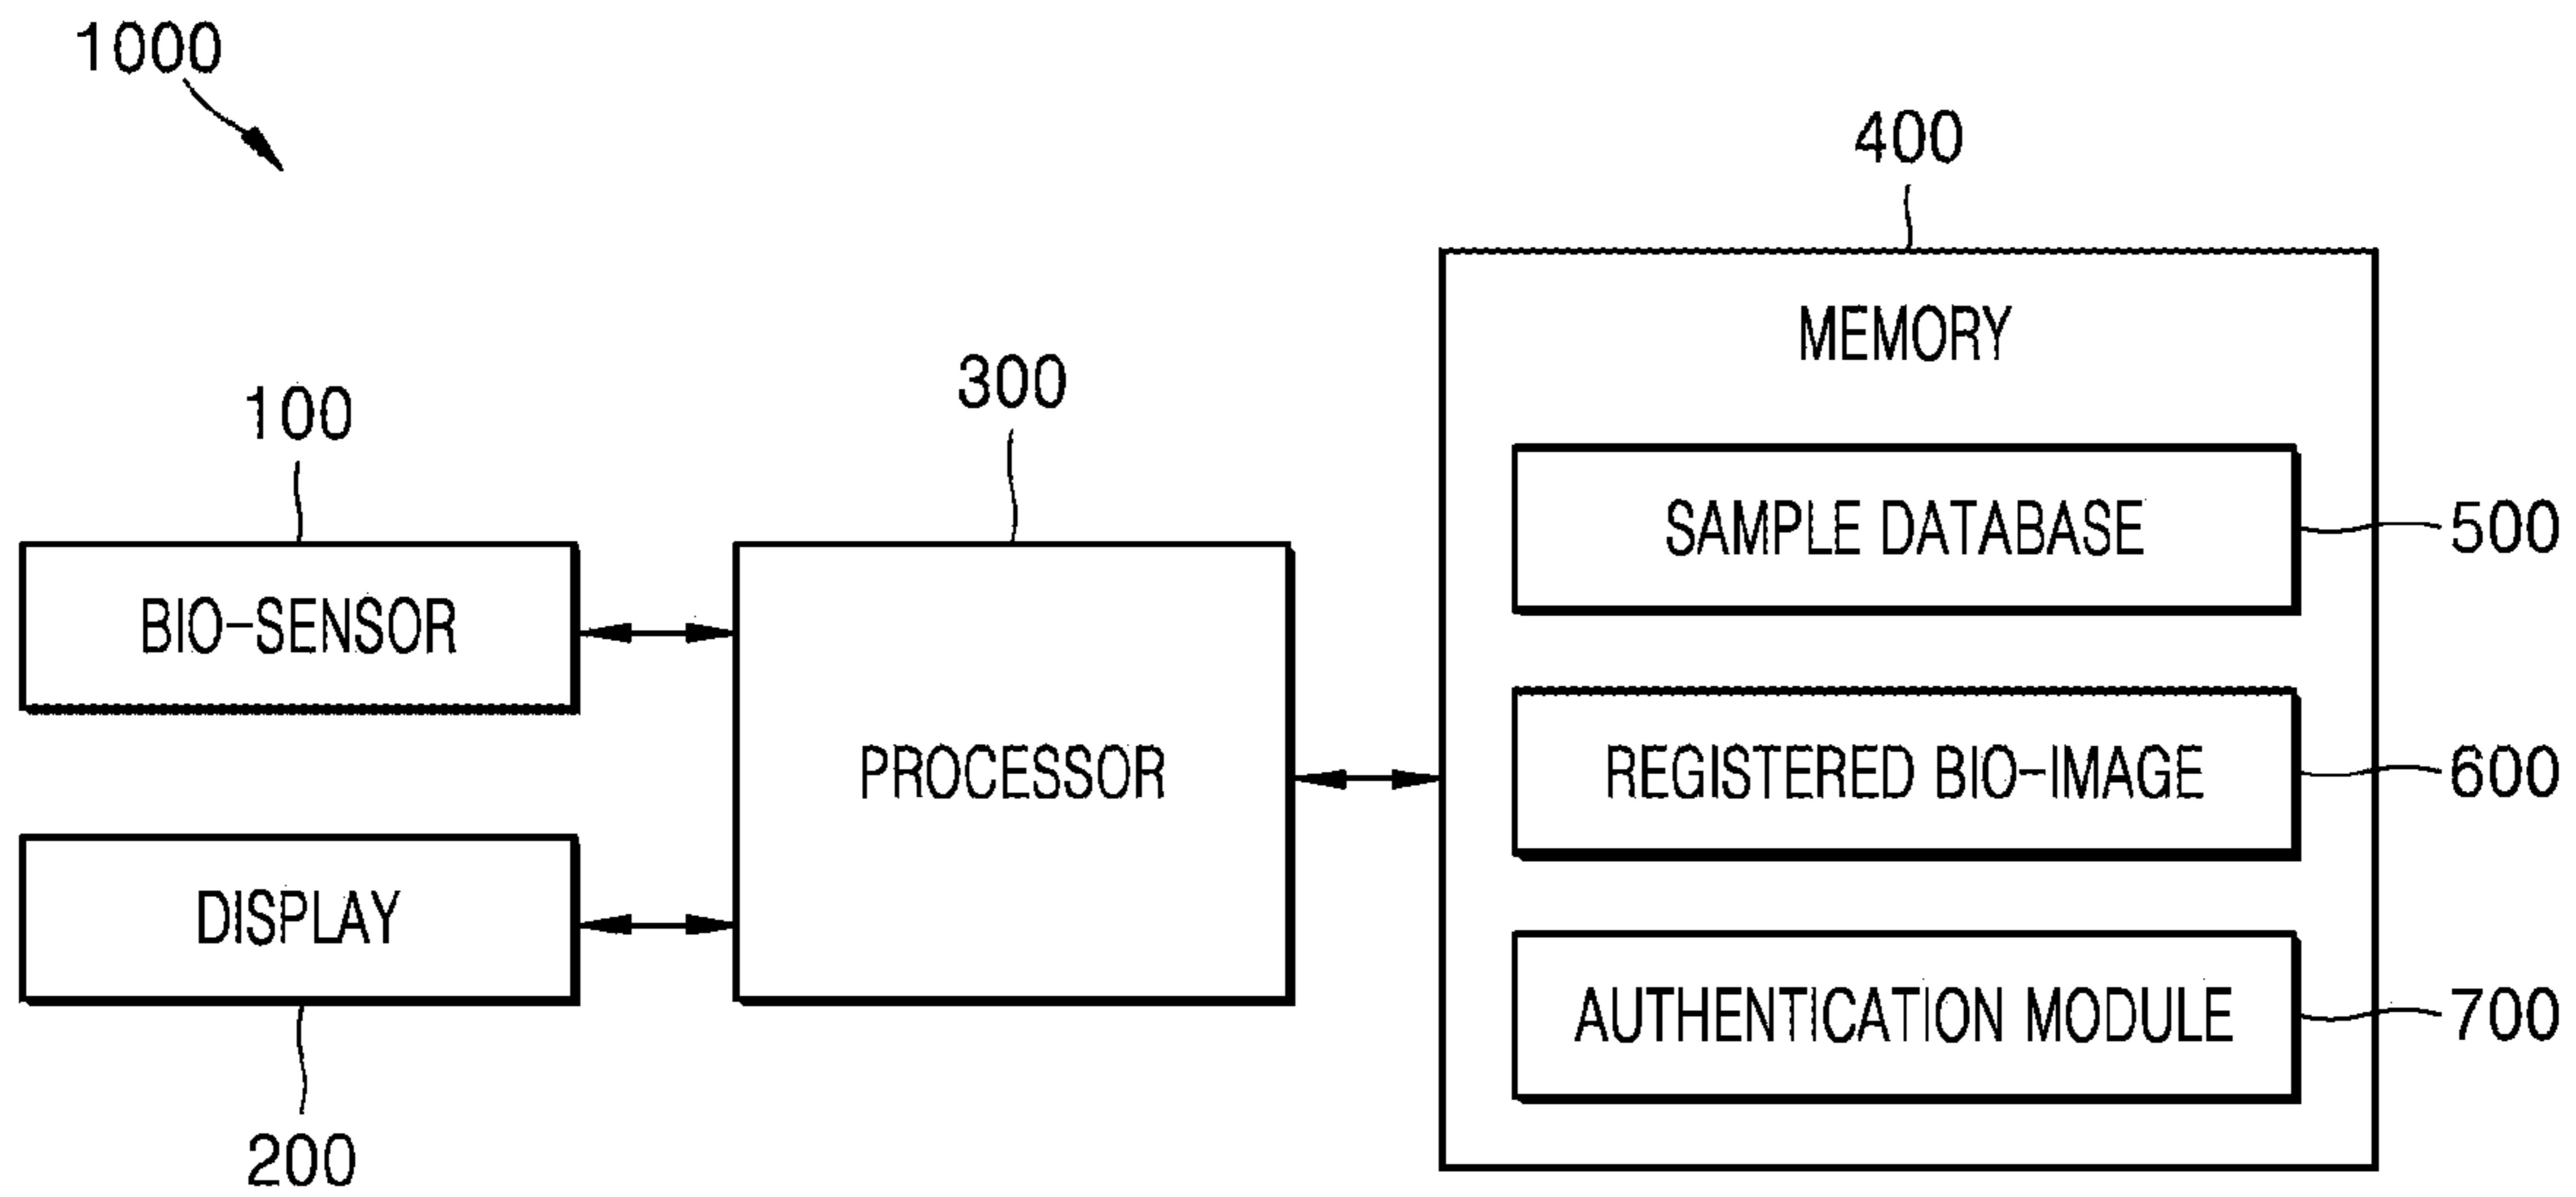 1000
400
MEMORY
300
100
SAMPLE DATABASE
500
BIO-SENSOR
PROCESSOR
REGISTERED BIO-IMAGE
600
DISPLAY
AUTHENTICATION MODULE
700
200